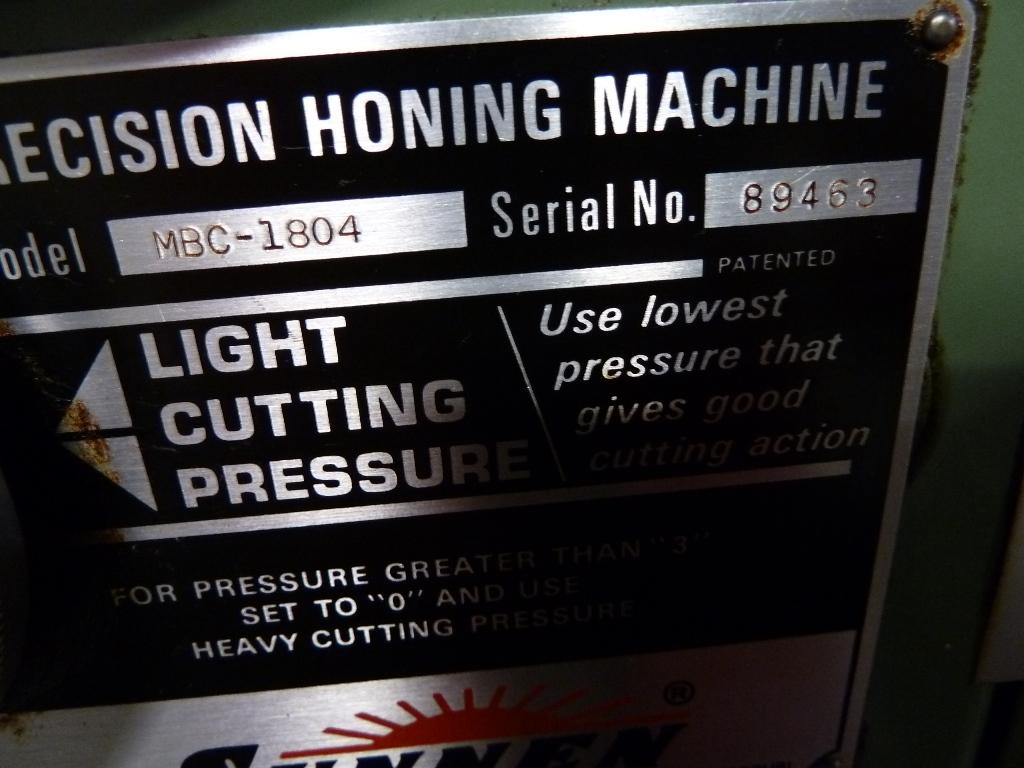 RECISION HONING MACHINE
odel MBC-1804 Serial No. 89463
PATENTED
LIGHT
CUTTING
PRESSURE
Use lowest
pressure that
gives good
cutting action
FOR PRESSURE GREATER THAN "3"
SET TO "0" AND USE
HEAVY CUTTING PRESSURE
SUNNEN ®